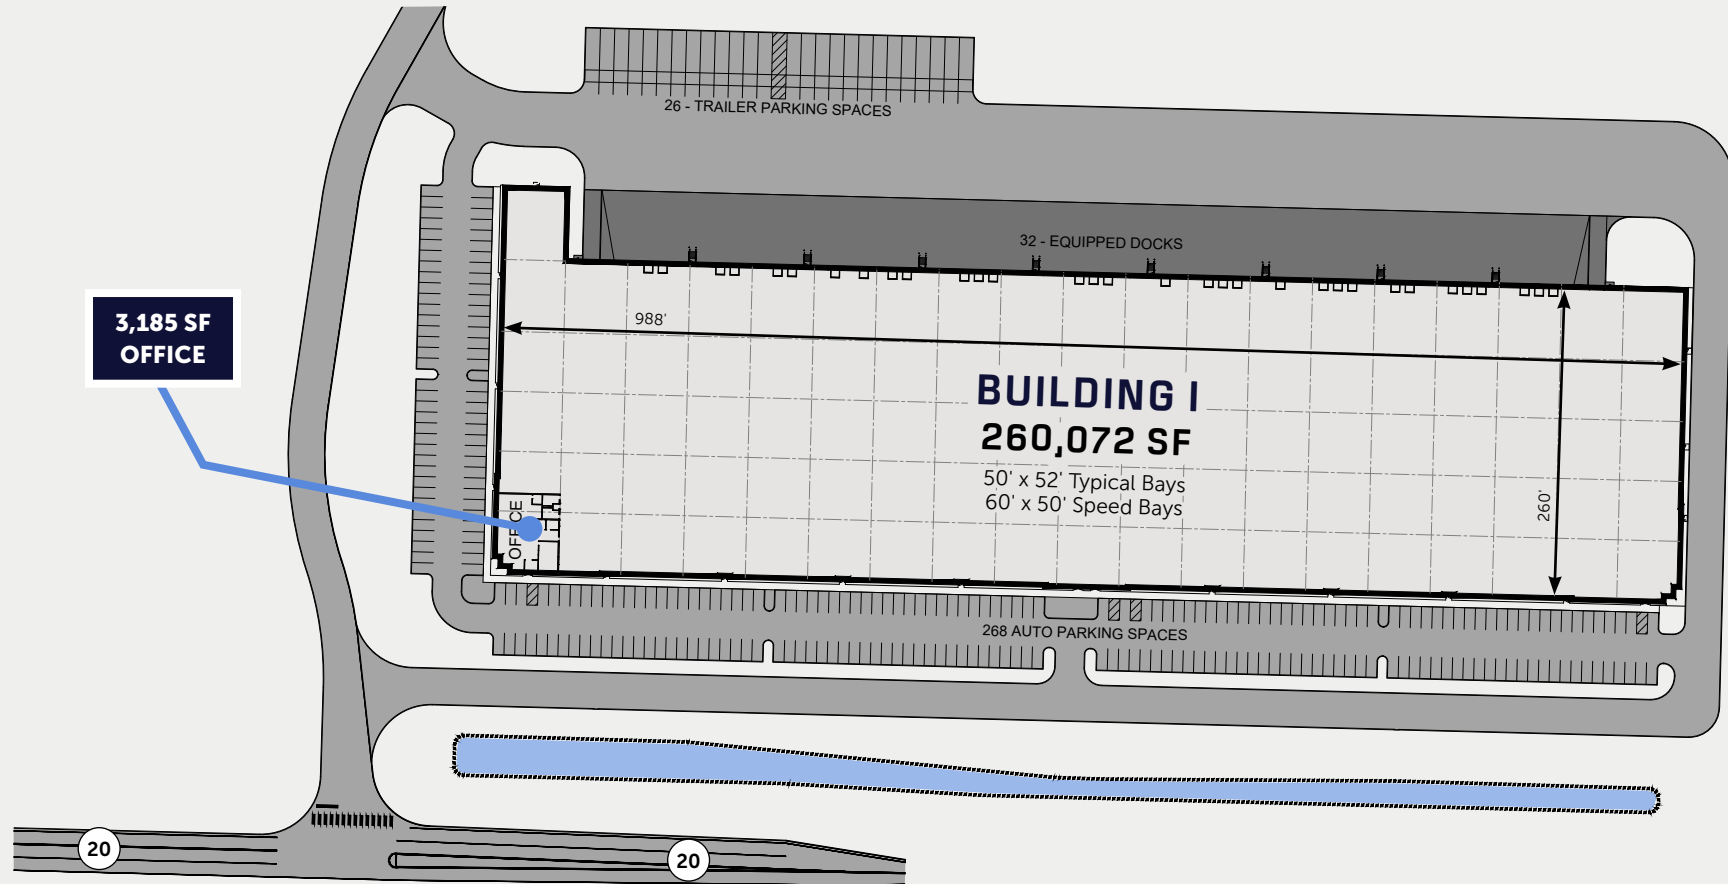 26 - TRAILER PARKING SPACES
32 - EQUIPPED DOCKS
3,185 SF
OFFICE
988'
BUILDING I
260,072 SF
50' x 52' Typical Bays
60' x 50' Speed Bays
260'
OFFICE
268 AUTO PARKING SPACES
20
20